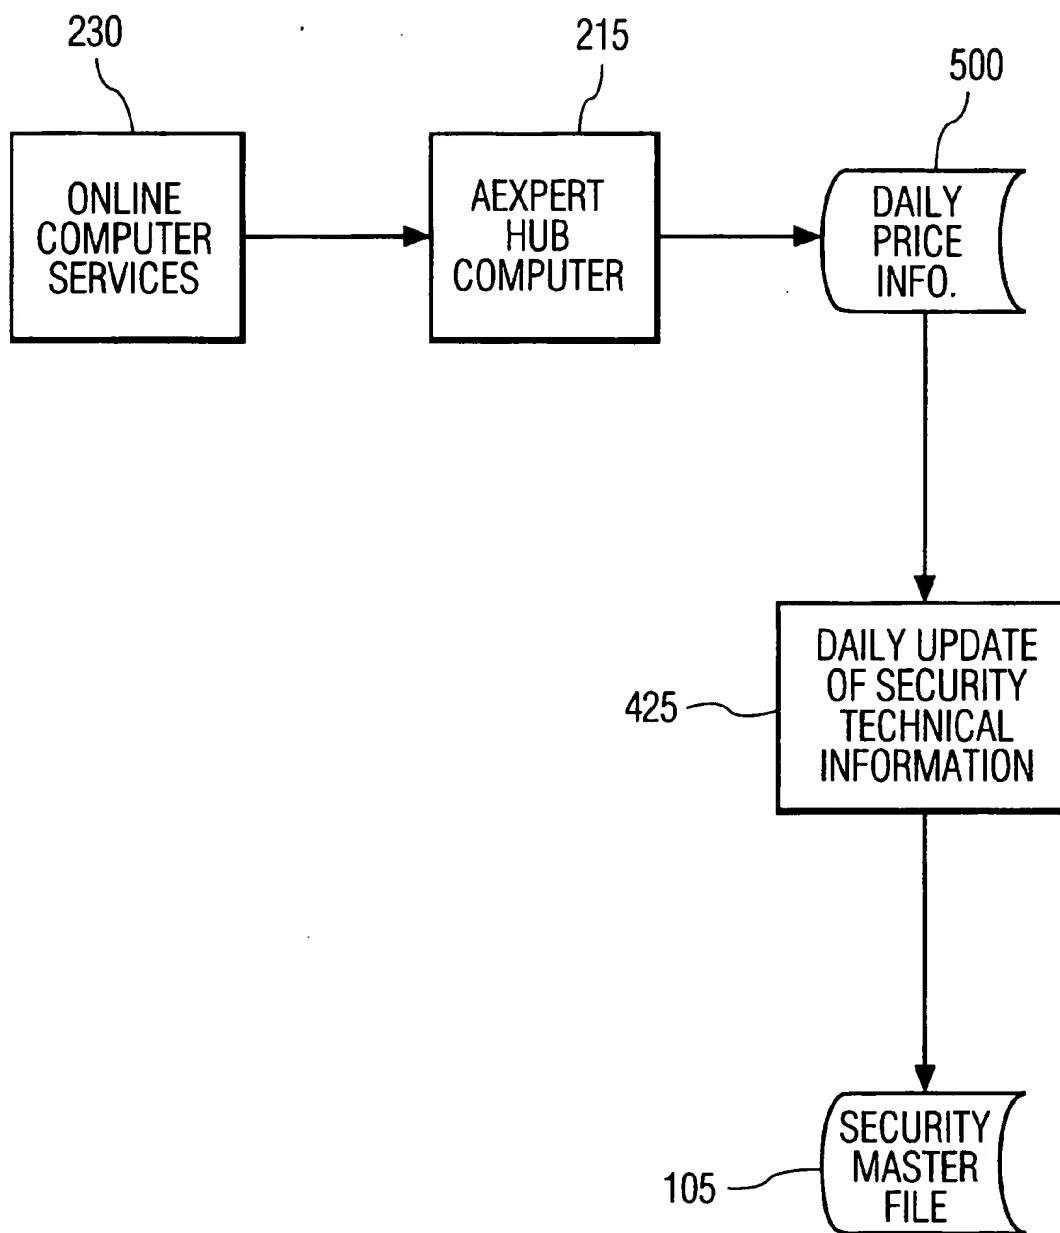 230
215
500
ONLINE
COMPUTER
SERVICES
AEXPERT
HUB
COMPUTER
DAILY
PRICE
INFO.
425
DAILY UPDATE
OF SECURITY
TECHNICAL
INFORMATION
105
SECURITY
MASTER
FILE